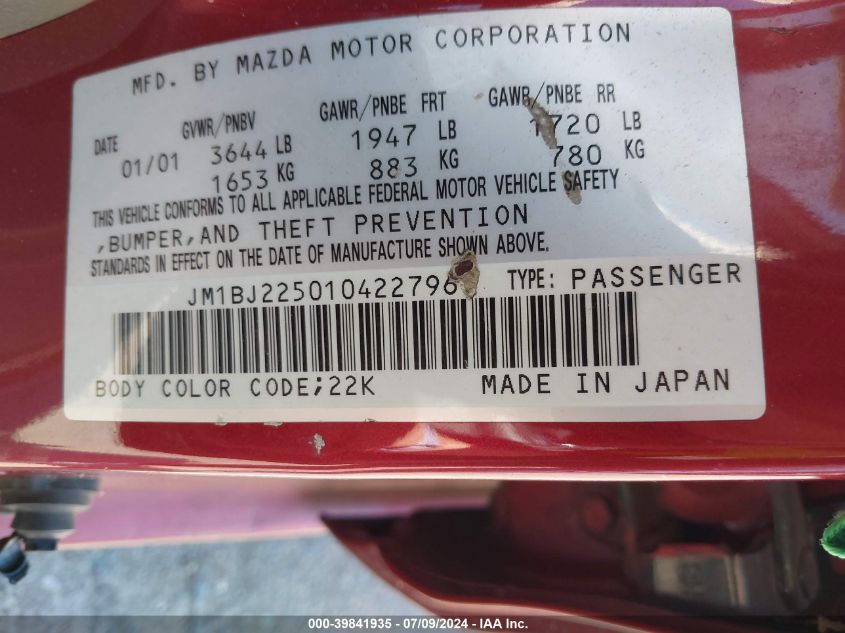 MFD. BY MAZDA MOTOR CORPORATION
DATE GVWR/PNBV GAWR/PNBE FRT GAWR/PNBE RR
01/01 3644 LB 1947 LB 1720 LB
1653 KG 883 KG 780 KG
THIS VEHICLE CONFORMS TO ALL APPLICABLE FEDERAL MOTOR VEHICLE SAFETY
,BUMPER,AND THEFT PREVENTION
STANDARDS IN EFFECT ON THE DATE OF MANUFACTURE SHOWN ABOVE.
JM1BJ225010422796 TYPE: PASSENGER
BODY COLOR CODE;22K MADE IN JAPAN
000-39841935 / 07/09/2024 - IAA Inc.